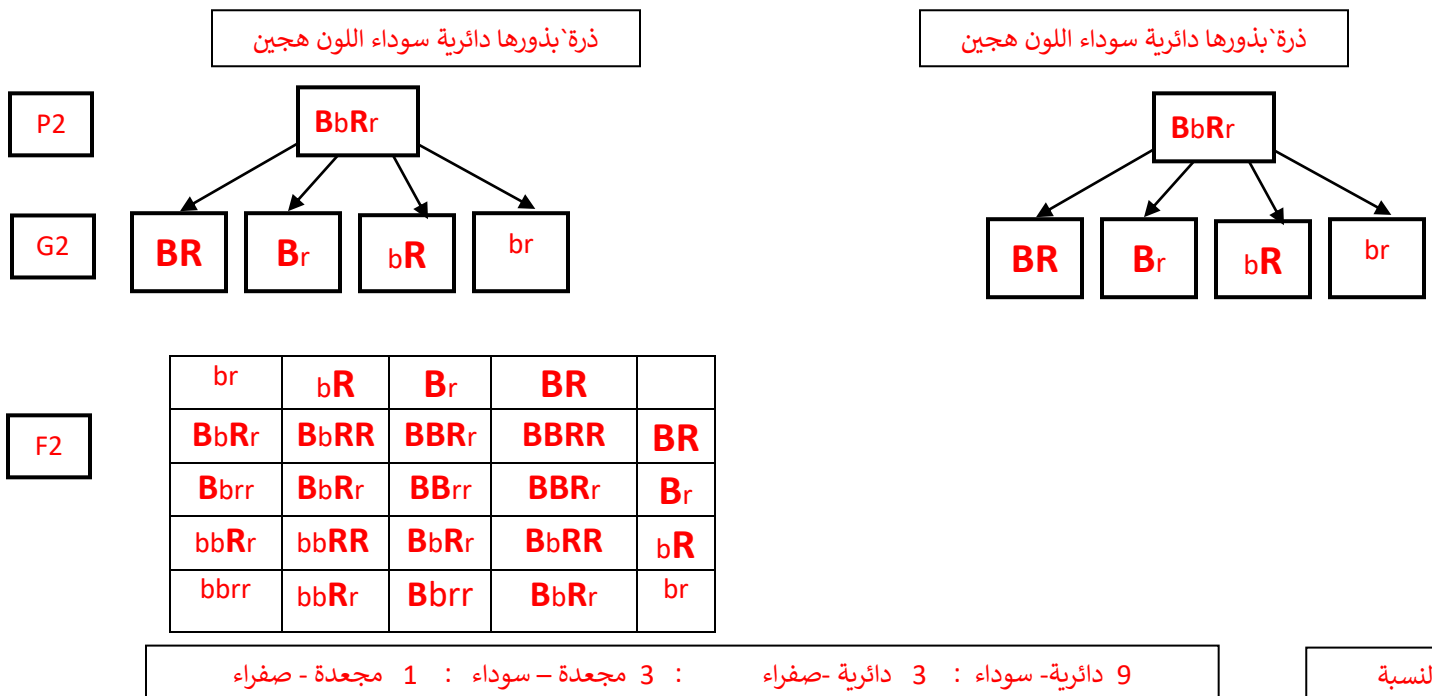 ذرة`بذورها دائرية سوداء اللون هجين
ذرة`بذورها دائرية سوداء اللون هجين
P2
BbRr
BbRr
G2
BR Br bR br
BR Br bR br
F2
br bR Br BR
BbRr BbRR BBRr BBRR BR
Bbrr BbRr BBrr BBRr Br
bbRr bbRR BbRr BbRR bR
bbrr bbRr Bbrr BbRr br
9 دائرية- سوداء : 3 دائرية -صفراء : 3 مجعدة – سوداء : 1 مجعدة - صفراء
لنسبة